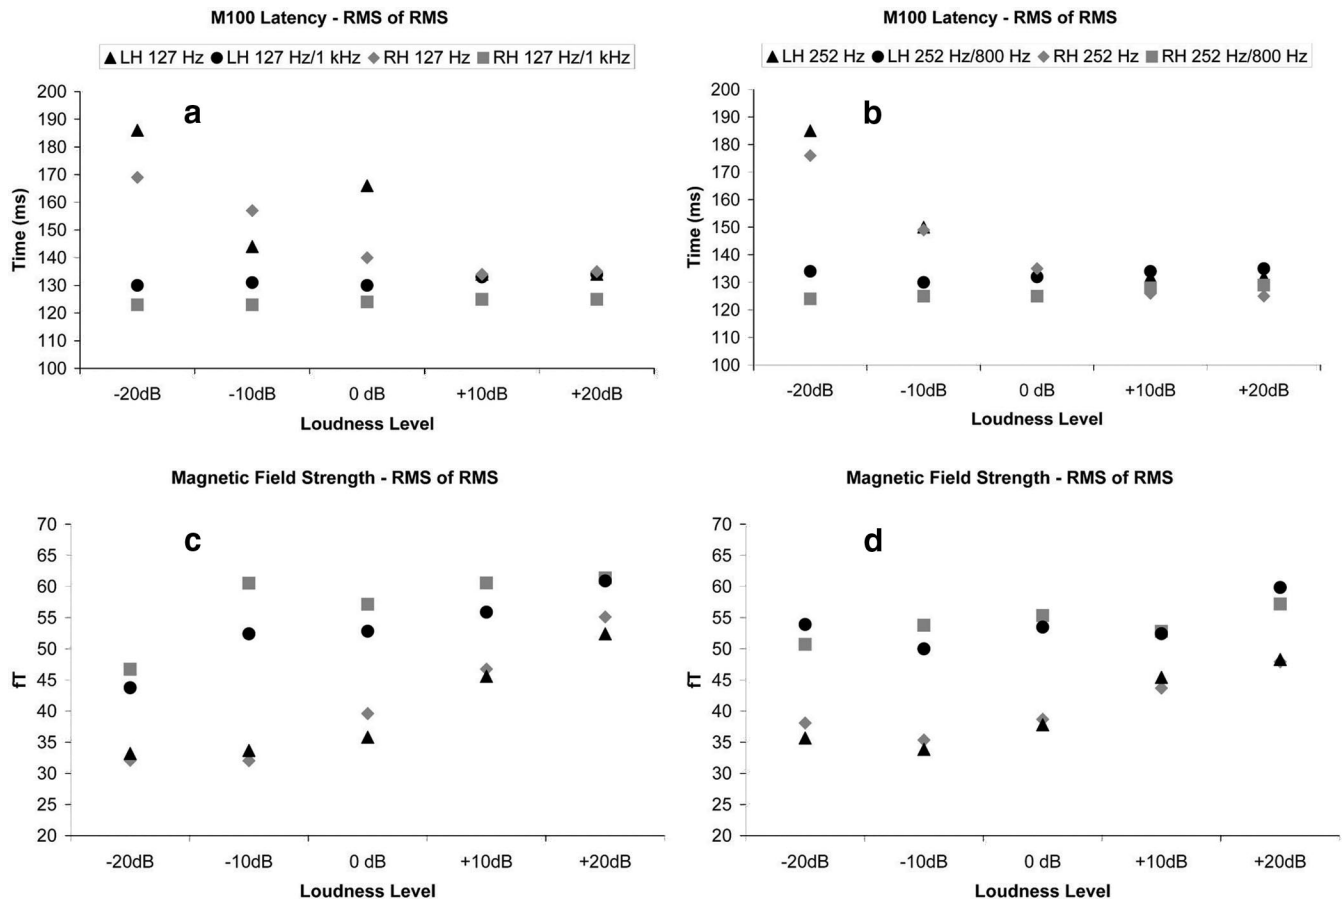 M100 Latency - RMS of RMS
LH 127 Hz LH 127 Hz/1 kHz RH 127 Hz RH 127 Hz/1 kHz
a
Time (ms)
200
190
180
170
160
150
140
130
120
110
100
-20dB -10dB 0 dB +10dB +20dB
Loudness Level
M100 Latency - RMS of RMS
LH 252 Hz LH 252 Hz/800 Hz RH 252 Hz RH 252 Hz/800 Hz
b
Time (ms)
200
190
180
170
160
150
140
130
120
110
100
-20dB -10dB 0 dB +10dB +20dB
Loudness Level
Magnetic Field Strength - RMS of RMS
c
fT
70
65
60
55
50
45
40
35
30
25
20
-20dB -10dB 0 dB +10dB +20dB
Loudness Level
Magnetic Field Strength - RMS of RMS
d
fT
70
65
60
55
50
45
40
35
30
25
20
-20dB -10dB 0 dB +10dB +20dB
Loudness Level